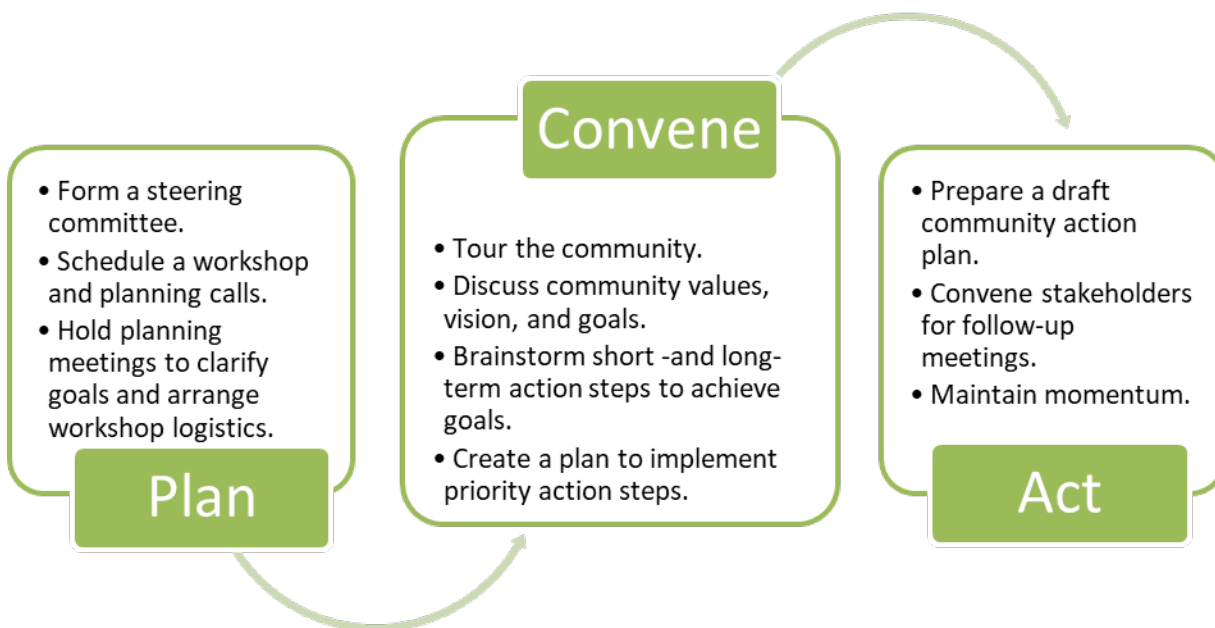 • Form a steering
committee.
• Schedule a workshop
and planning calls.
• Hold planning
meetings to clarify
goals and arrange
workshop logistics.
Plan
Convene
• Tour the community.
• Discuss community values,
vision, and goals.
• Brainstorm short -and long-
term action steps to achieve
goals.
• Create a plan to implement
priority action steps.
• Prepare a draft
community action
plan.
• Convene stakeholders
for follow-up
meetings.
• Maintain momentum.
Act